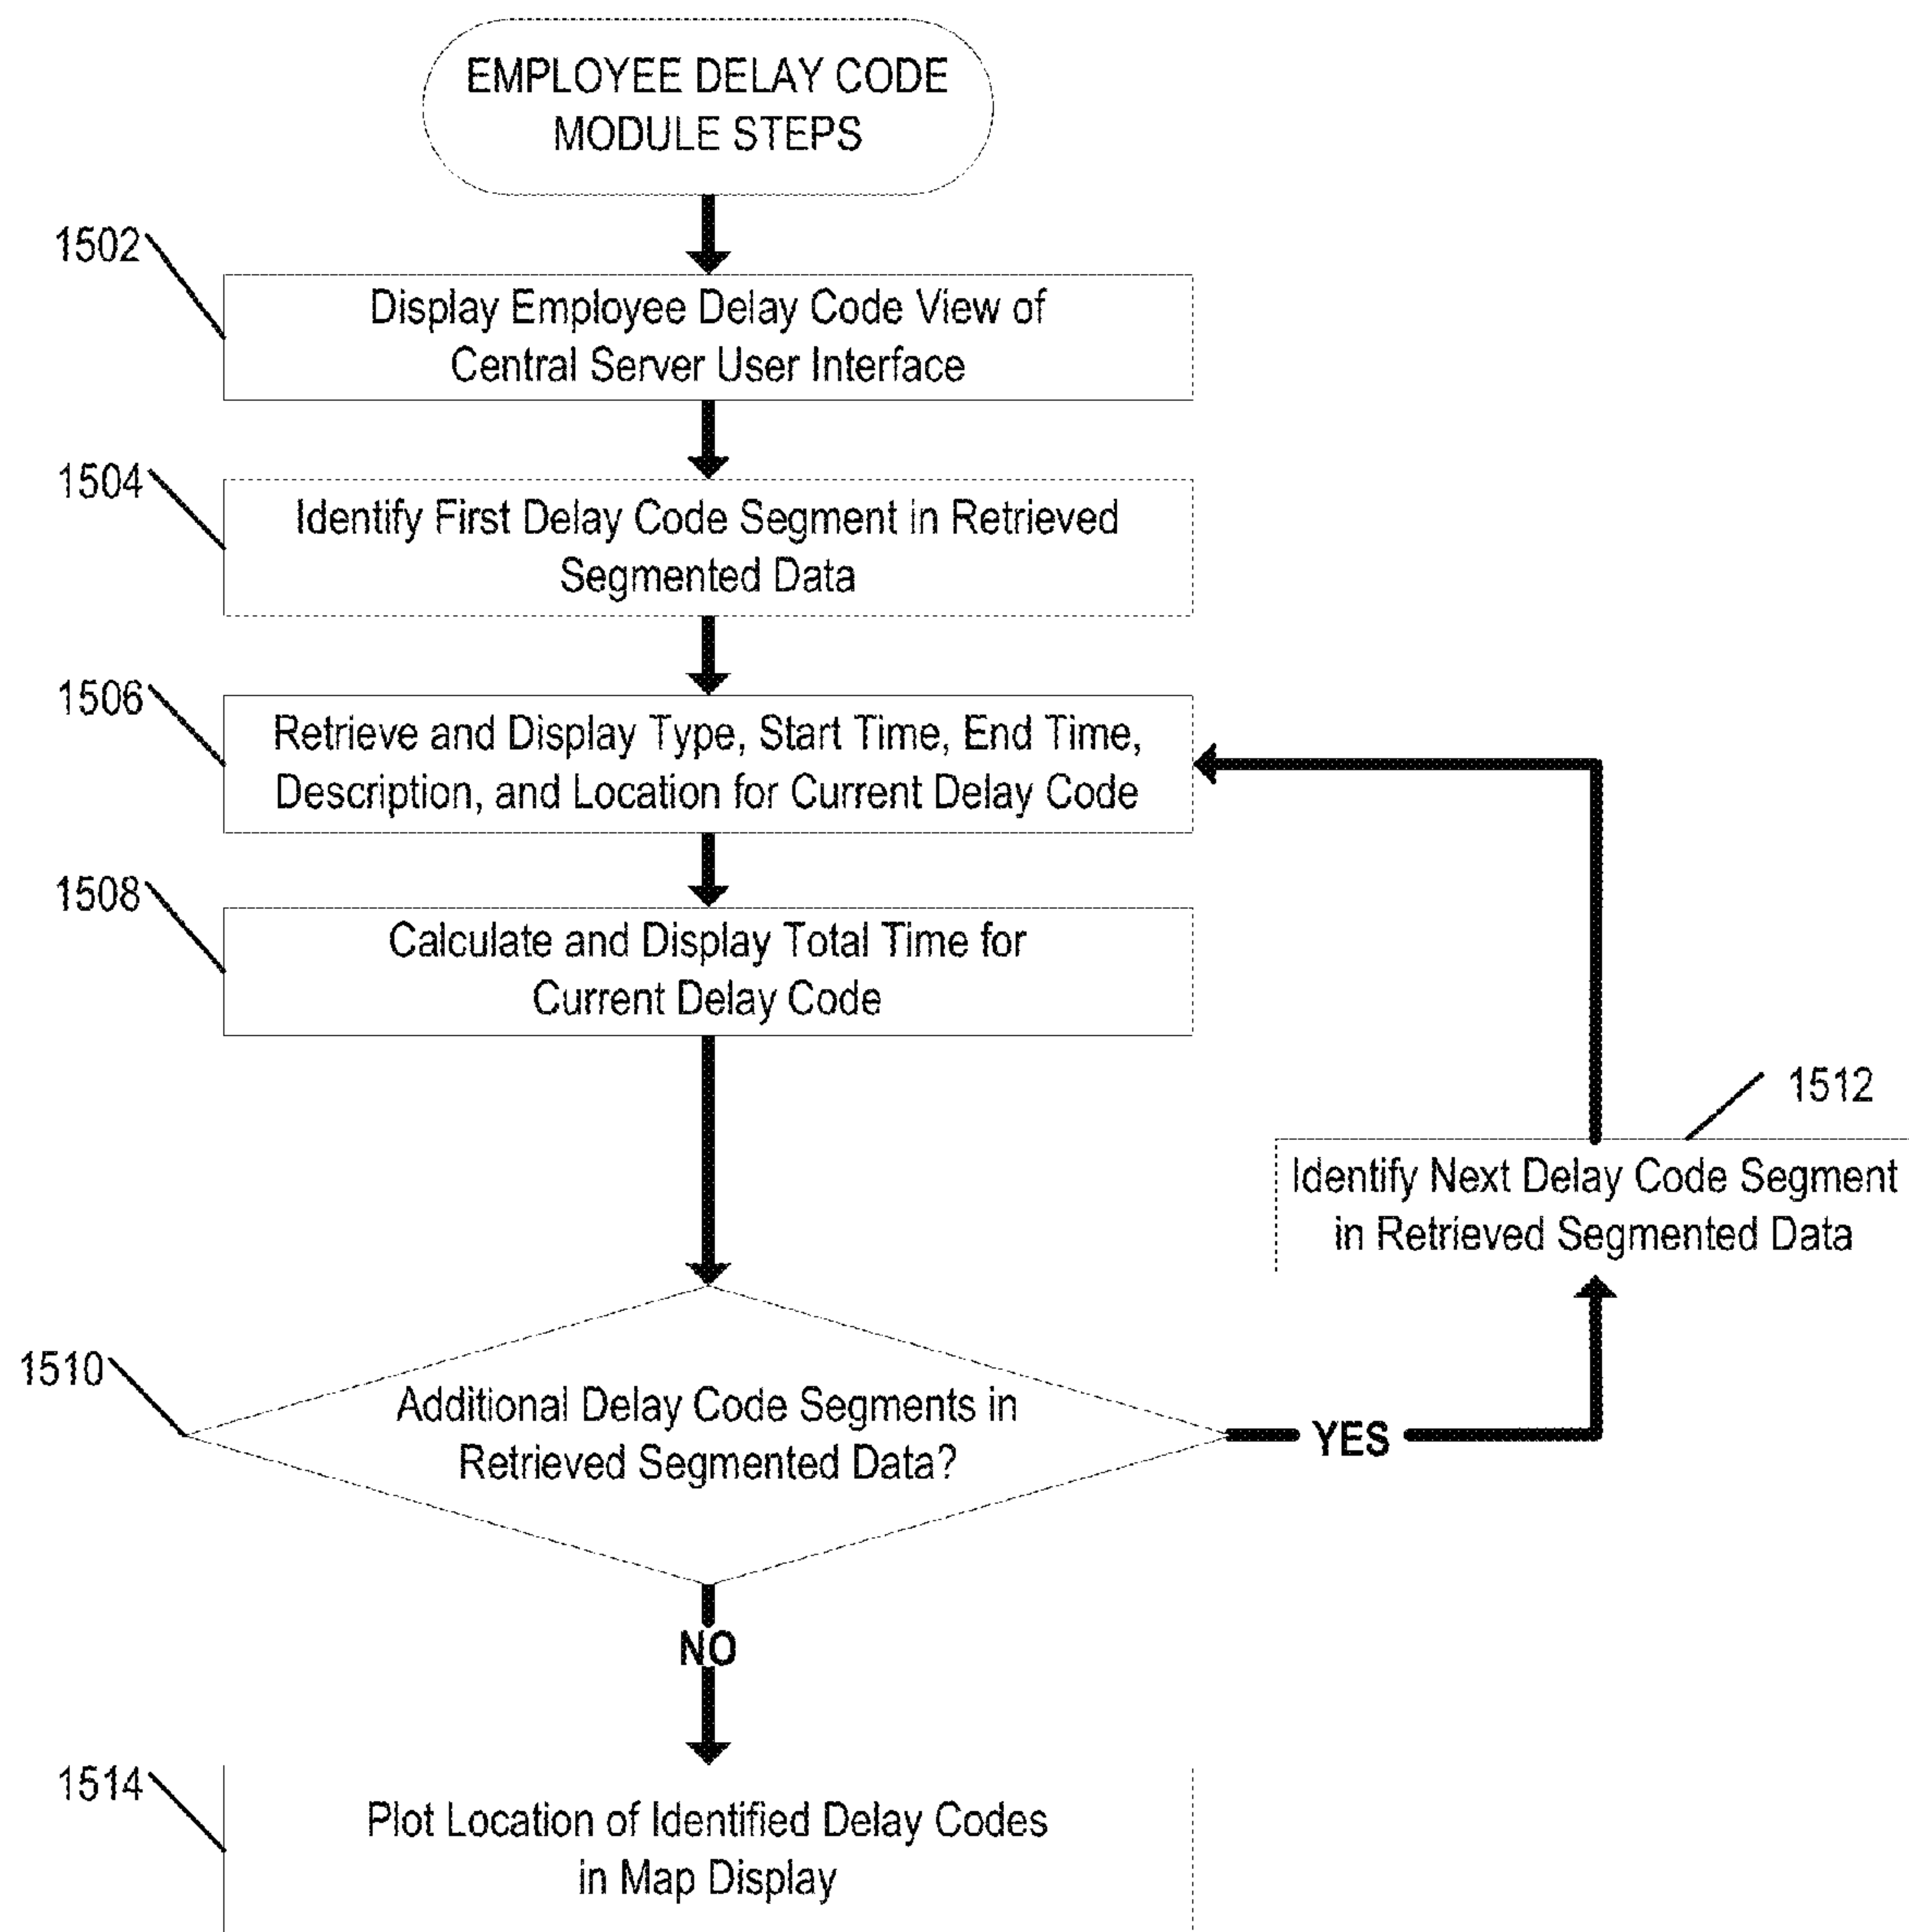 EMPLOYEE DELAY CODE
MODULE STEPS
1502
Display Employee Delay Code View of
Central Server User Interface
1504
Identify First Delay Code Segment in Retrieved
Segmented Data
1506
Retrieve and Display Type, Start Time, End Time,
Description, and Location for Current Delay Code
1508
Calculate and Display Total Time for
Current Delay Code
1512
Identify Next Delay Code Segment
in Retrieved Segmented Data
1510
Additional Delay Code Segments in
Retrieved Segmented Data?
YES
NO
1514
Plot Location of Identified Delay Codes
in Map Display